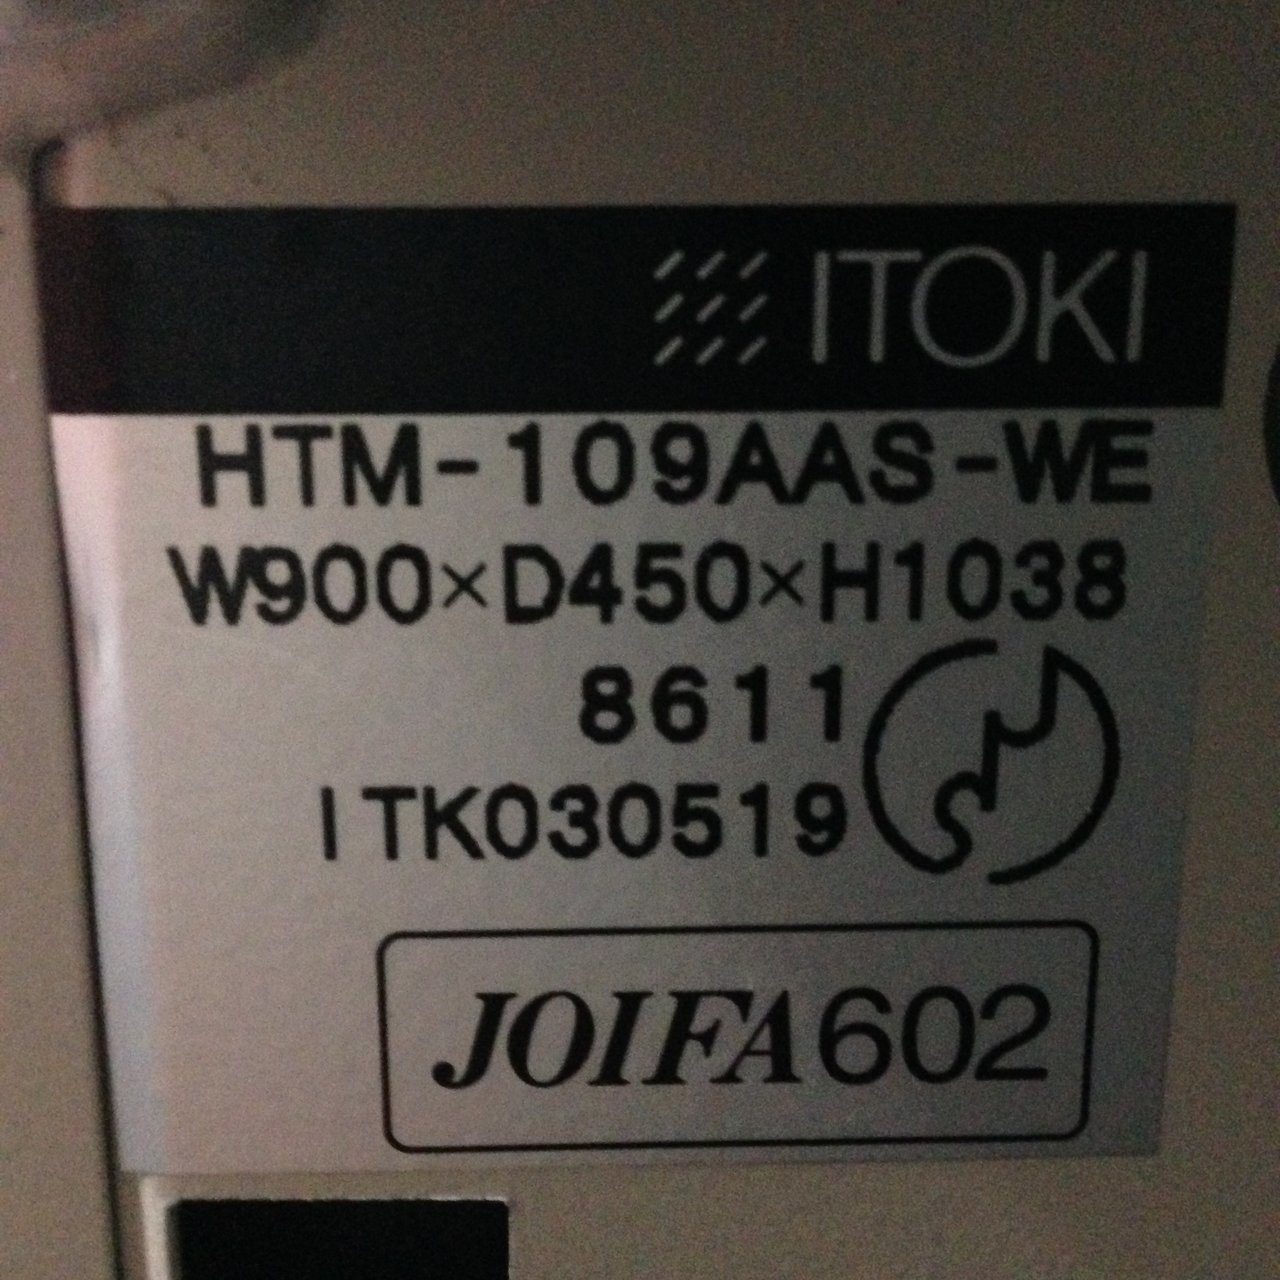 ITOKI
HTM-109AAS-WE
W900×D450×H1038
8611
ITK030519
JOIFA602